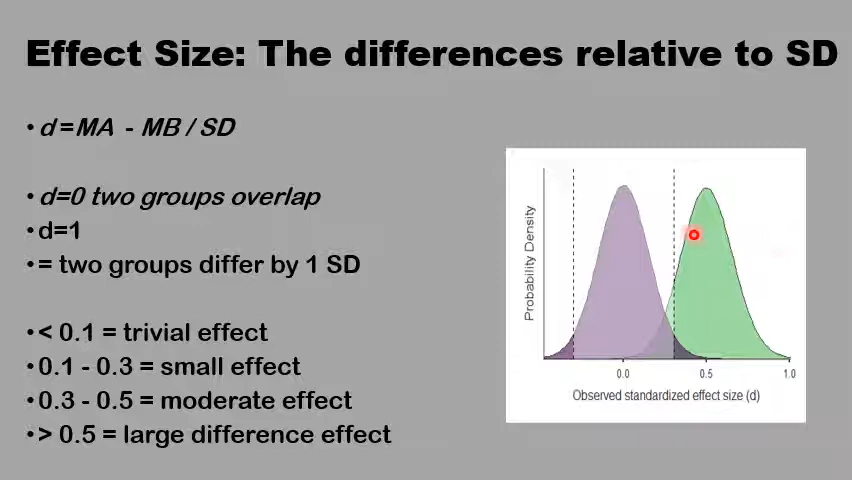 Effect Size: The differences relative to SD
• d =MA - MB / SD
• d=0 two groups overlap
• d=1
• = two groups differ by 1 SD
• < 0.1 = trivial effect
• 0.1 - 0.3 = small effect
• 0.3 - 0.5 = moderate effect
• > 0.5 = large difference effect
Probability Density
0.0 0.5 1.0
Observed standardized effect size (d)